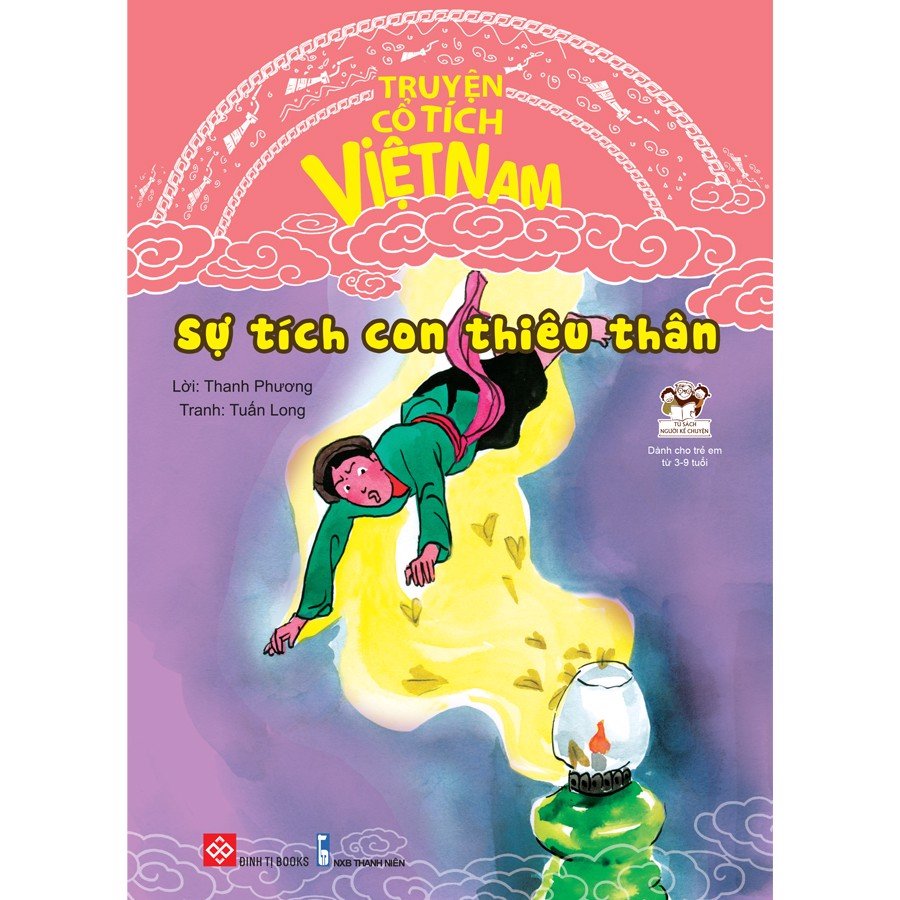 TRUYỆN
CỔ TÍCH
VIỆT NAM
Sự tích con thiêu thân
Lời: Thanh Phương
Tranh: Tuấn Long
TỦ SÁCH
NGƯỜI KỂ CHUYỆN
Dành cho trẻ em
từ 3-9 tuổi
ĐINH TỊ BOOKS
NXB THANH NIÊN